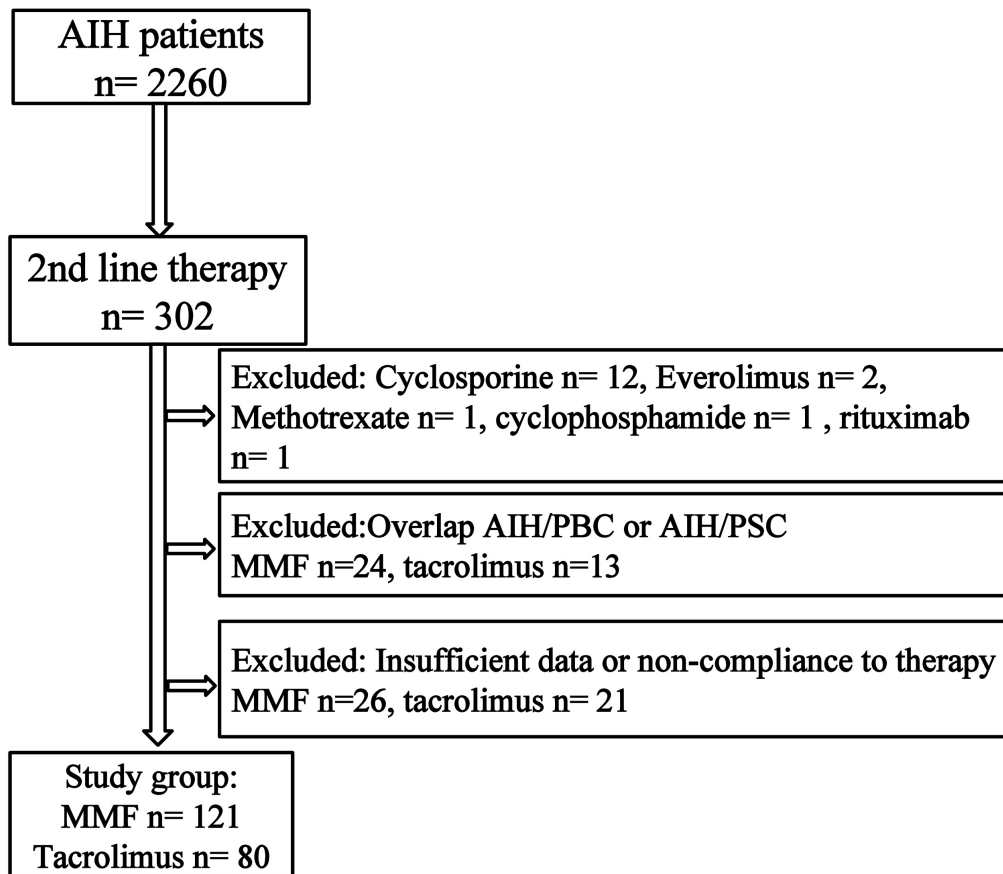 AIH patients
n= 2260
2nd line therapy
n= 302
Excluded: Cyclosporine n= 12, Everolimus n= 2,
Methotrexate n= 1, cyclophosphamide n= 1 , rituximab
n= 1
Excluded:Overlap AIH/PBC or AIH/PSC
MMF n=24, tacrolimus n=13
Excluded: Insufficient data or non-compliance to therapy
MMF n=26, tacrolimus n= 21
Study group:
MMF n= 121
Tacrolimus n= 80